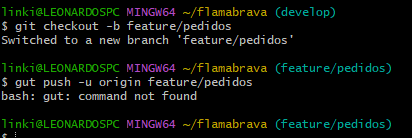 linki@LEONARDOSPC MINGW64 ~/flamabrava (develop)
$ git checkout -b feature/pedidos
Switched to a new branch 'feature/pedidos'
linki@LEONARDOSPC MINGW64 ~/flamabrava (feature/pedidos)
$ gut push -u origin feature/pedidos
bash: gut: command not found
linki@LEONARDOSPC MINGW64 ~/flamabrava (feature/pedidos)
$